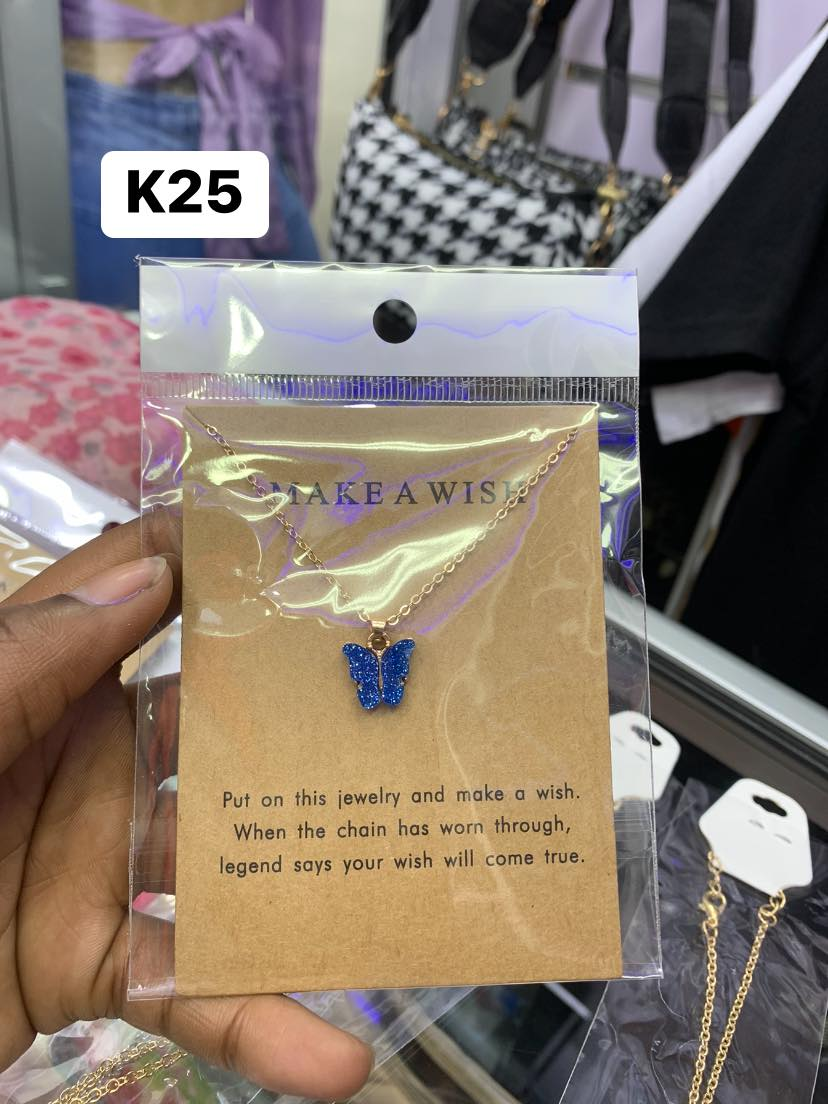 K25
MAKE A WISH
Put on this jewelry and make a wish.
When the chain has worn through,
legend says your wish will come true.